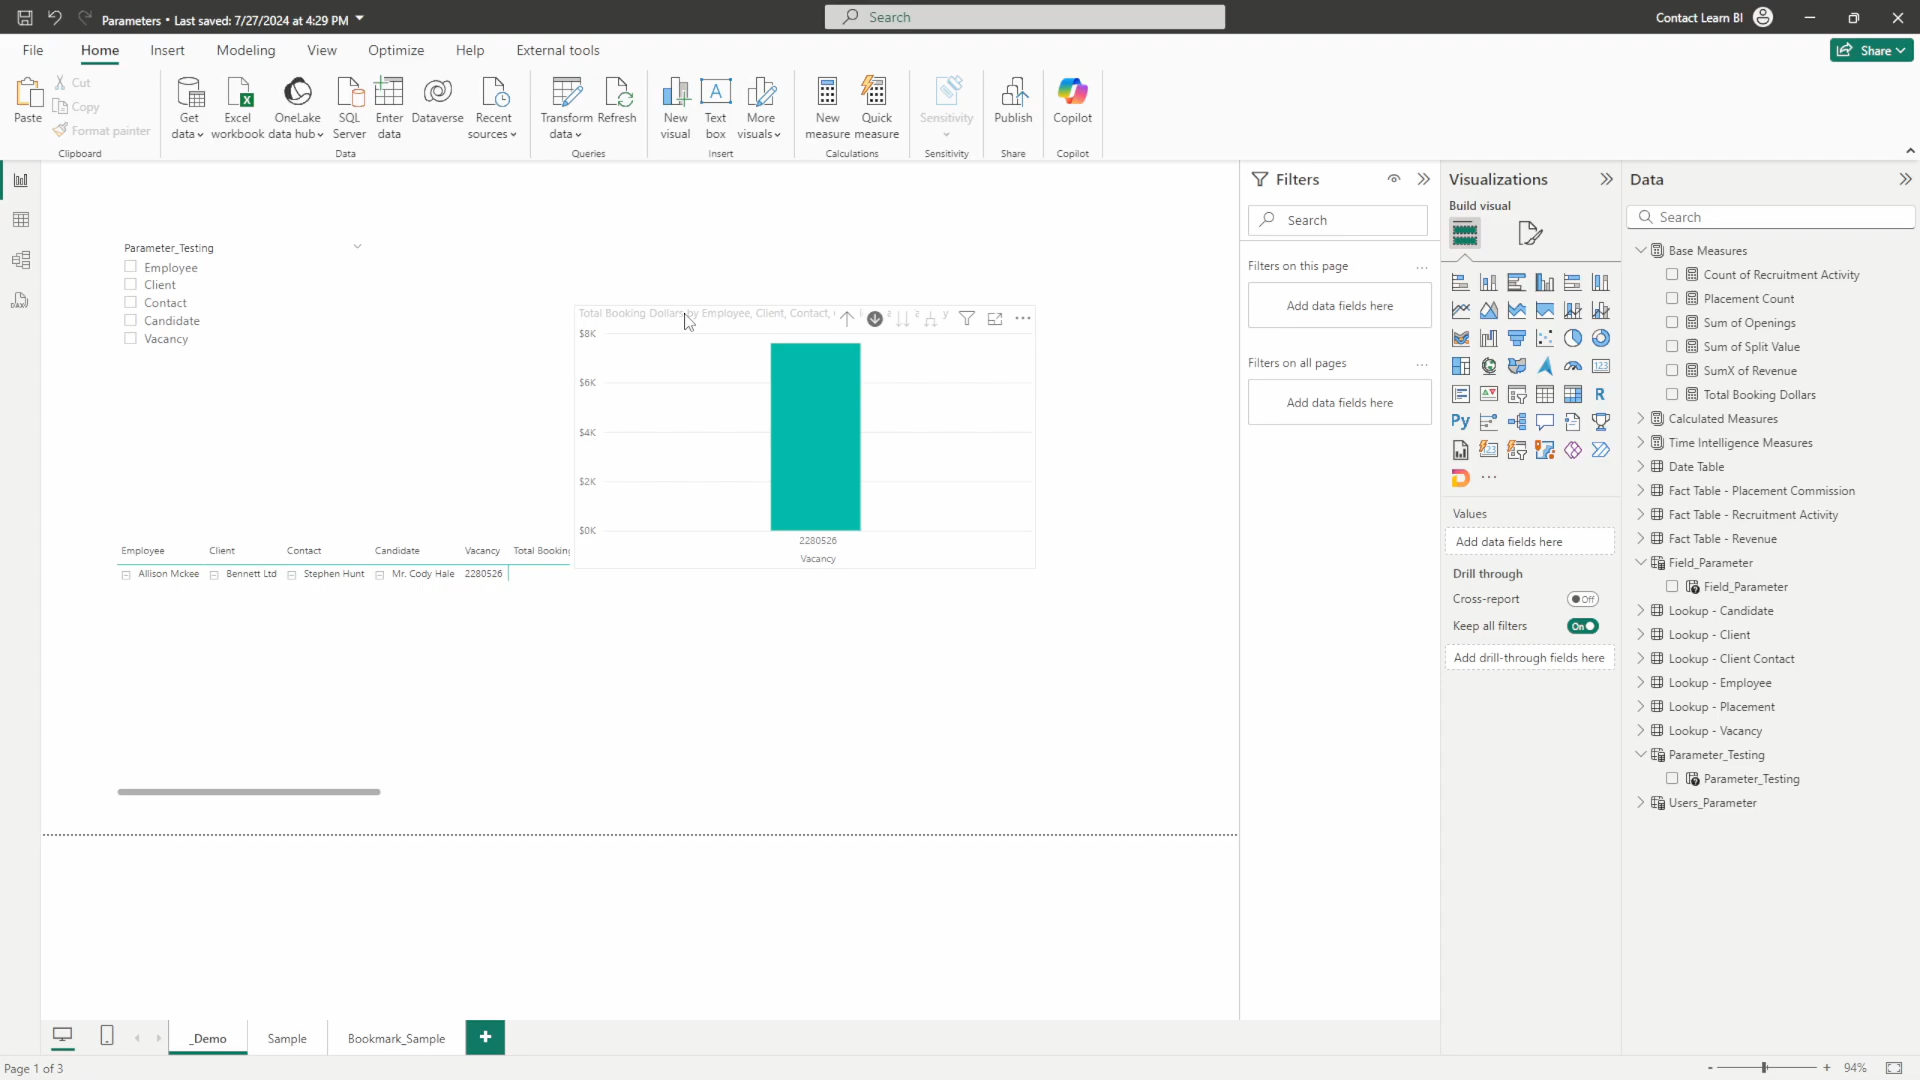 Parameters • Last saved: 7/27/2024 at 4:29 PM
Search
Contact Learn BI
File
Home
Insert
Modeling
View
Optimize
Help
External tools
Share
Paste
Cut
Copy
Format painter
Clipboard
Get data
Excel workbook
OneLake data hub
SQL Server
Enter data
Dataverse
Recent sources
Data
Transform data
Refresh
Queries
New visual
Text box
More visuals
Insert
New measure
Quick measure
Calculations
Sensitivity
Sensitivity
Publish
Share
Copilot
Copilot
Parameter_Testing
Employee
Client
Contact
Candidate
Vacancy
Total Booking Dollars by Employee, Client, Contact,
$8K
$6K
$4K
$2K
$0K
2280526
Vacancy
Employee Client Contact Candidate Vacancy Total Booking
Allison Mckee Bennett Ltd Stephen Hunt Mr. Cody Hale 2280526
Filters
Search
Filters on this page
Add data fields here
Filters on all pages
Add data fields here
Visualizations
Build visual
123
R
Py
Values
Add data fields here
Drill through
Cross-report
Off
Keep all filters
On
Add drill-through fields here
Data
Search
Base Measures
Count of Recruitment Activity
Placement Count
Sum of Openings
Sum of Split Value
SumX of Revenue
Total Booking Dollars
Calculated Measures
Time Intelligence Measures
Date Table
Fact Table - Placement Commission
Fact Table - Recruitment Activity
Fact Table - Revenue
Field_Parameter
Field_Parameter
Lookup - Candidate
Lookup - Client
Lookup - Client Contact
Lookup - Employee
Lookup - Placement
Lookup - Vacancy
Parameter_Testing
Parameter_Testing
Users_Parameter
_Demo
Sample
Bookmark_Sample
Page 1 of 3
94%